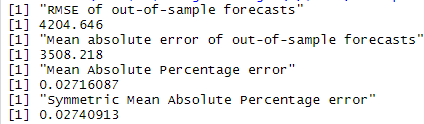 [1] "RMSE of out-of-sample forecasts"
[1] 4204.646
[1] "Mean absolute error of out-of-sample forecasts"
[1] 3508.218
[1] "Mean Absolute Percentage error"
[1] 0.02716087
[1] "Symmetric Mean Absolute Percentage error"
[1] 0.02740913